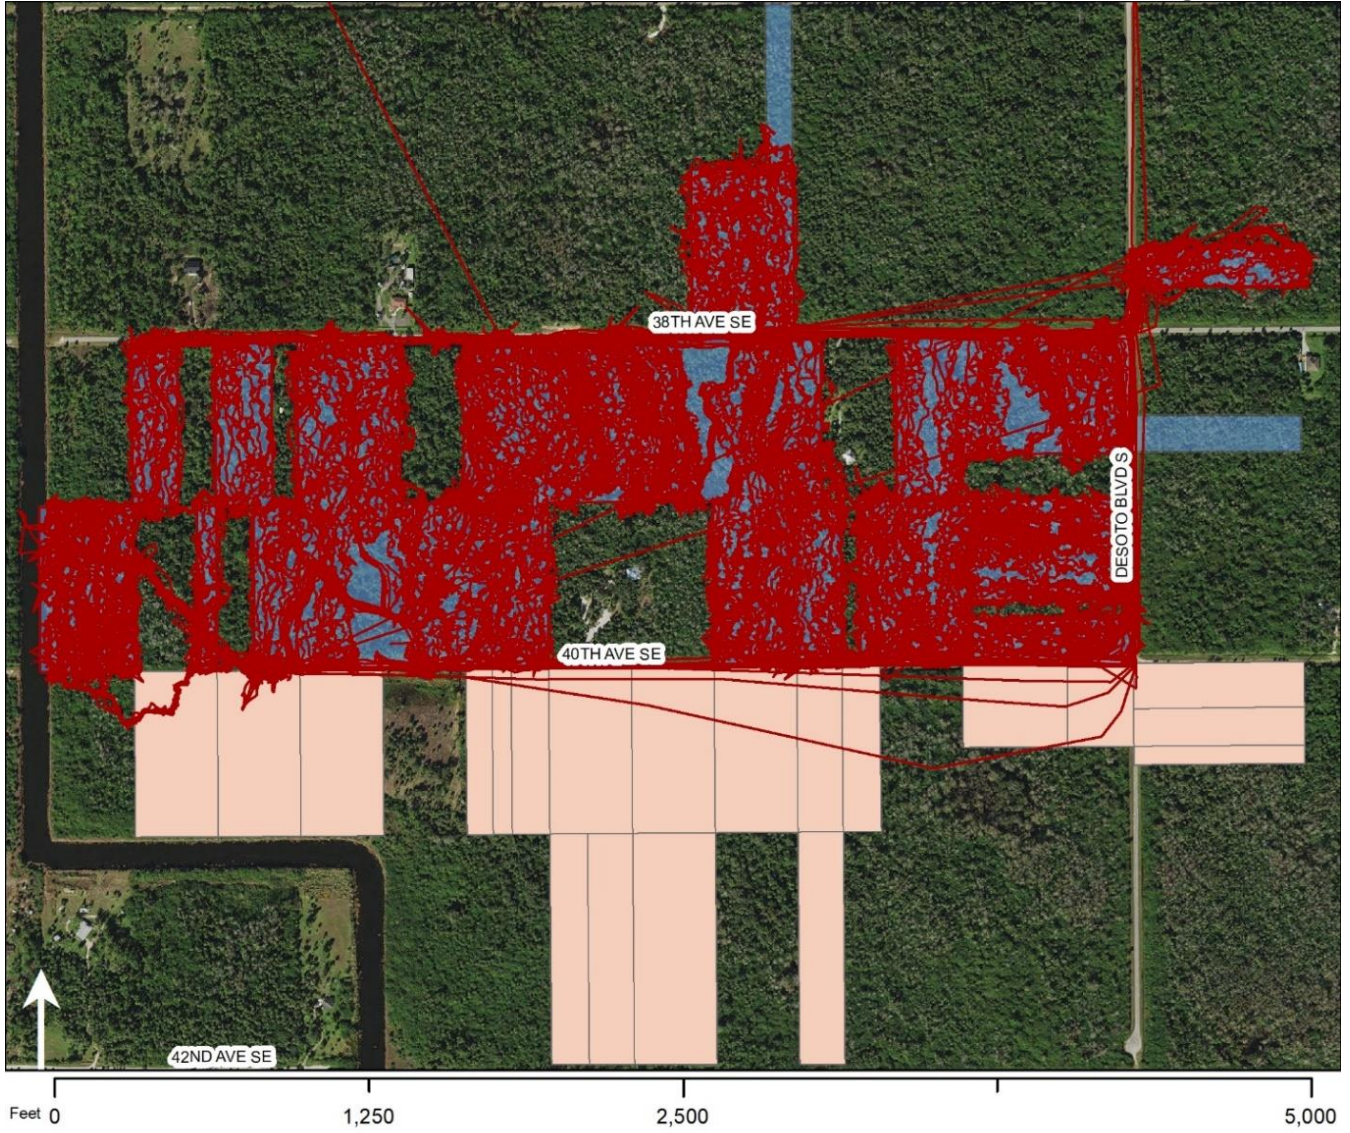 38TH AVE SE
DESOTO BLVD S
40TH AVE SE
42ND AVE SE
Feet 0 1,250 2,500 5,000